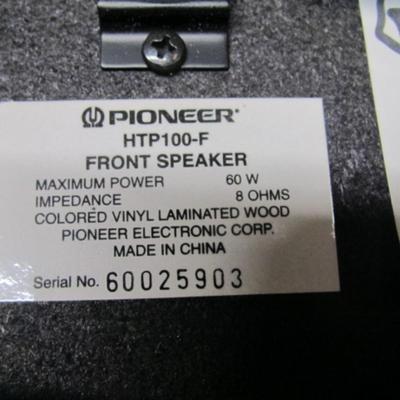 PIONEER®
HTP100-F
FRONT SPEAKER
MAXIMUM POWER 60 W
IMPEDANCE 8 OHMS
COLORED VINYL LAMINATED WOOD
PIONEER ELECTRONIC CORP.
MADE IN CHINA
Serial No. 60025903